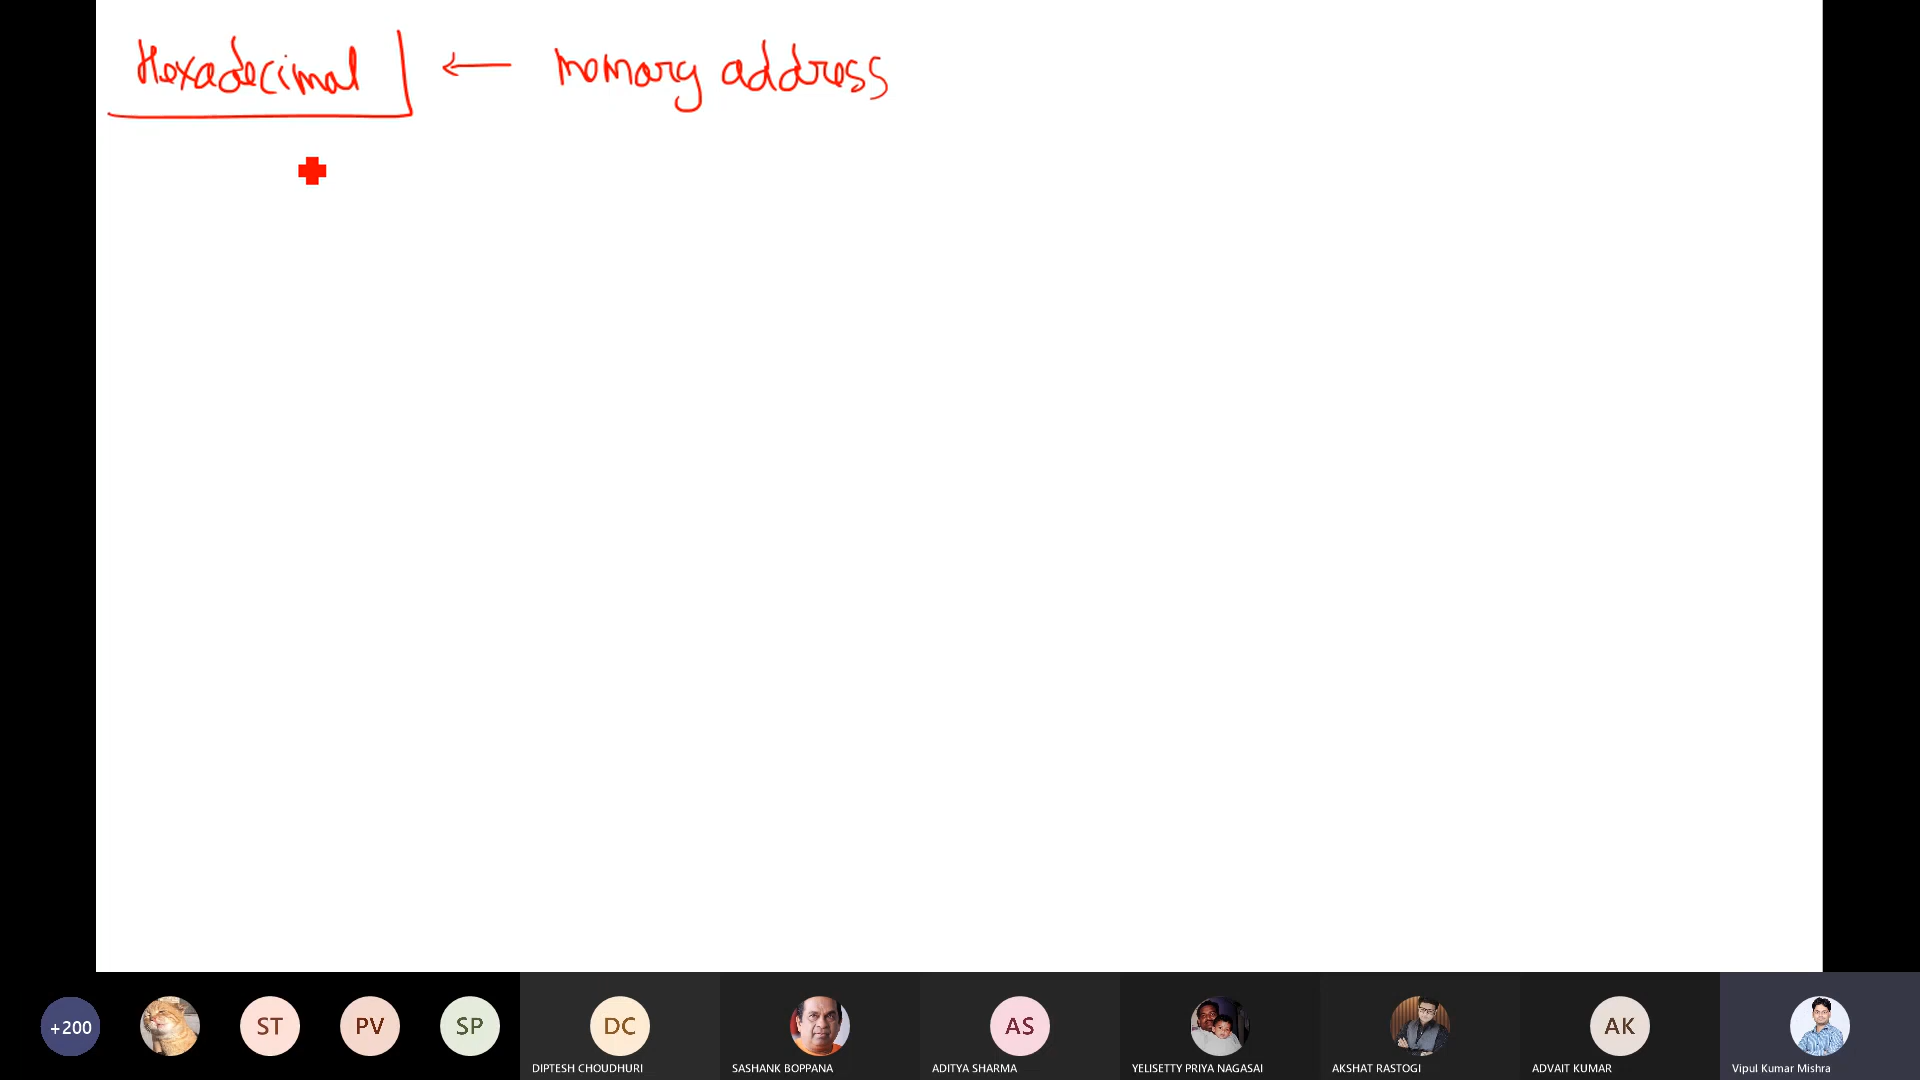 Hexadecimal ← memory address
+200
ST
PV
SP
DC
AS
AK
DIPTESH CHOUDHURI
SASHANK BOPPANA
ADITYA SHARMA
YELISETTY PRIYA NAGASAI
AKSHAT RASTOGI
ADVAIT KUMAR
Vipul Kumar Mishra